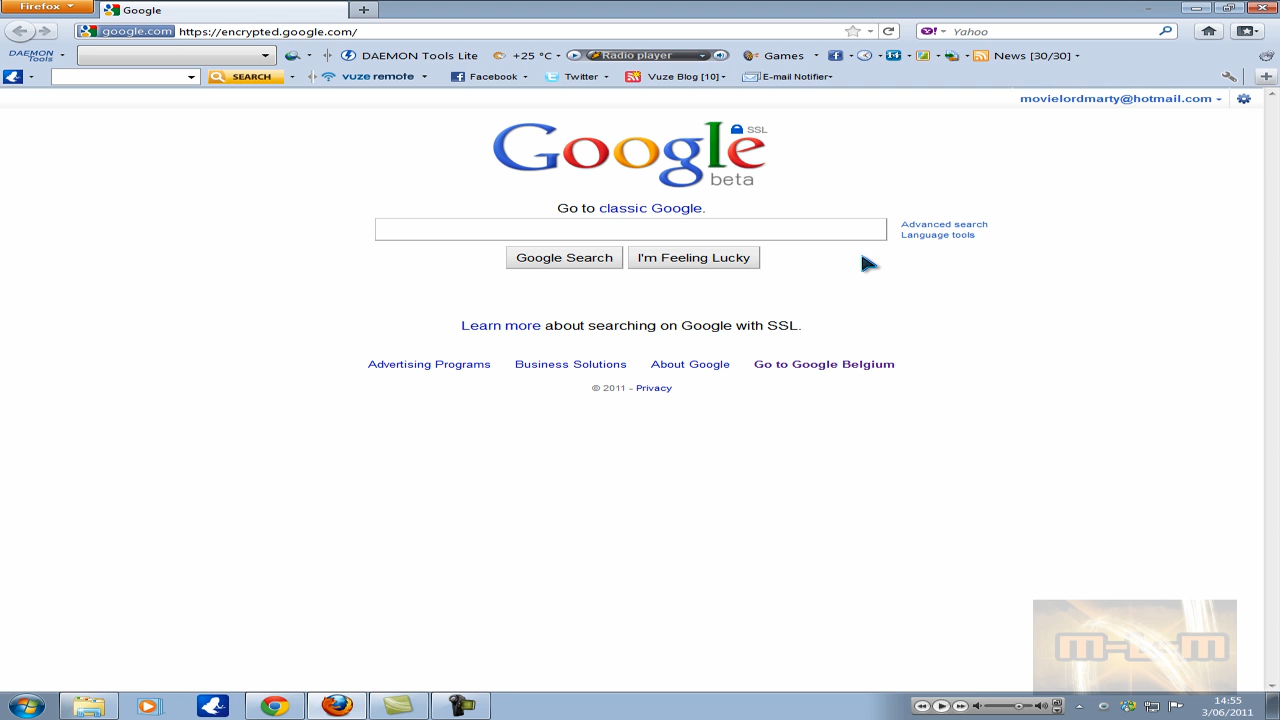 Firefox
Google
google.com https://encrypted.google.com/
Yahoo
DAEMON Tools
DAEMON Tools Lite
+25 °C
Radio player
Games
News [30/30]
SEARCH
vuze remote
Facebook
Twitter
Vuze Blog [10]
E-mail Notifier
movielordmarty@hotmail.com
Google
SSL
beta
Go to classic Google.
Advanced search
Language tools
Google Search
I'm Feeling Lucky
Learn more about searching on Google with SSL.
Advertising Programs
Business Solutions
About Google
Go to Google Belgium
© 2011 - Privacy
14:55
3/06/2011